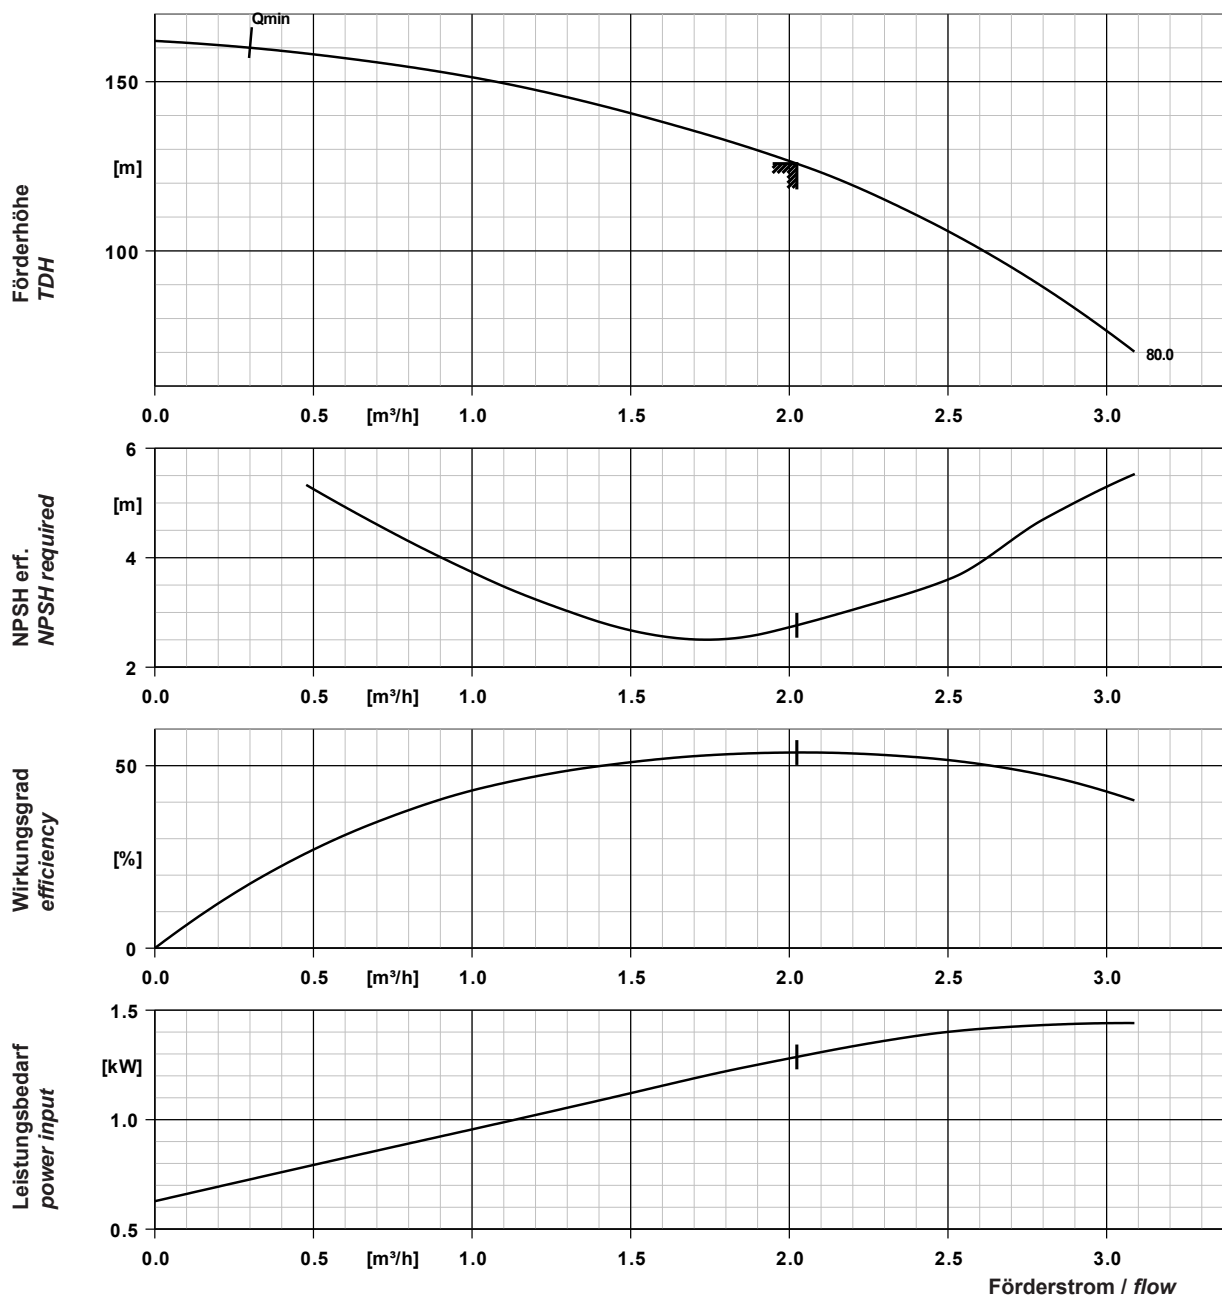 Qmin
150
[m]
100
Förderhöhe
TDH
80.0
0.0 0.5 [m³/h] 1.0 1.5 2.0 2.5 3.0
6
[m]
4
2
NPSH erf.
NPSH required
0.0 0.5 [m³/h] 1.0 1.5 2.0 2.5 3.0
50
[%]
0
Wirkungsgrad
efficiency
0.0 0.5 [m³/h] 1.0 1.5 2.0 2.5 3.0
1.5
[kW]
1.0
0.5
Leistungsbedarf
power input
0.0 0.5 [m³/h] 1.0 1.5 2.0 2.5 3.0
Förderstrom / flow